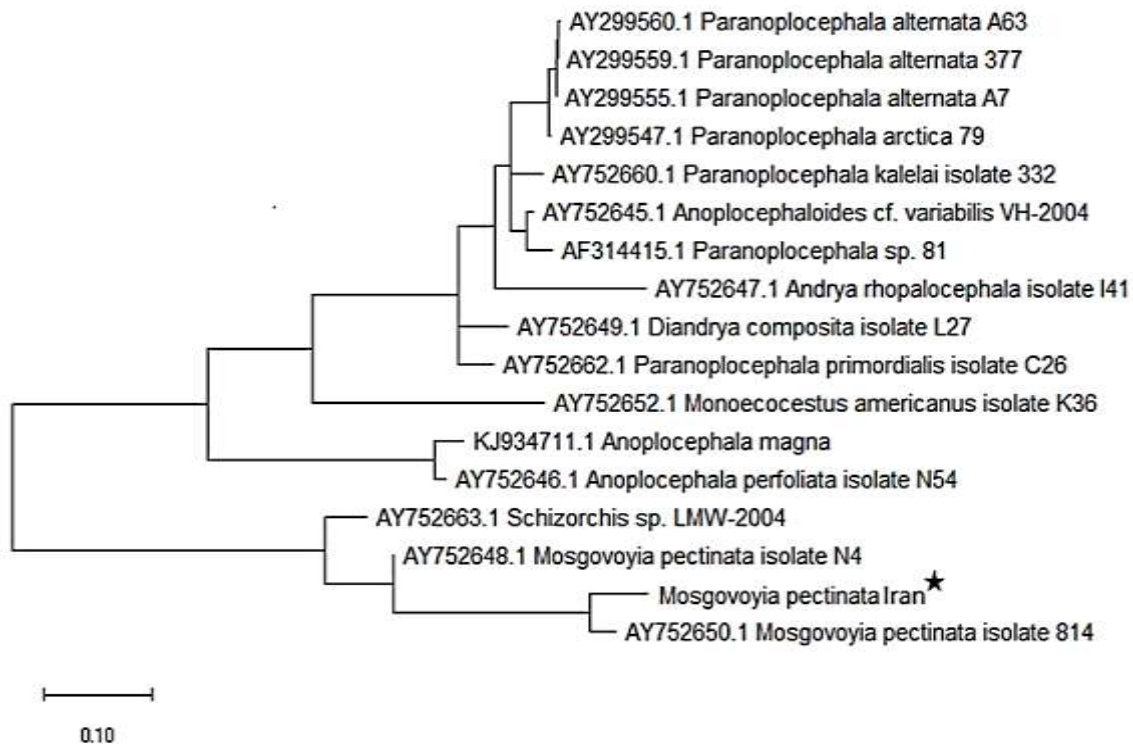 AY299560.1 Paranoplocephala alternata A63
AY299559.1 Paranoplocephala alternata 377
AY299555.1 Paranoplocephala alternata A7
AY299547.1 Paranoplocephala arctica 79
AY752660.1 Paranoplocephala kalelai isolate 332
AY752645.1 Anoplocephaloides cf. variabilis VH-2004
AF314415.1 Paranoplocephala sp. 81
AY752647.1 Andrya rhopalocephala isolate I41
AY752649.1 Diandrya composita isolate L27
AY752662.1 Paranoplocephala primordialis isolate C26
AY752652.1 Monoecocestus americanus isolate K36
KJ934711.1 Anoplocephala magna
AY752646.1 Anoplocephala perfoliata isolate N54
AY752663.1 Schizorchis sp. LMW-2004
AY752648.1 Mosgovoyia pectinata isolate N4
Mosgovoyia pectinata Iran★
AY752650.1 Mosgovoyia pectinata isolate 814
0.10